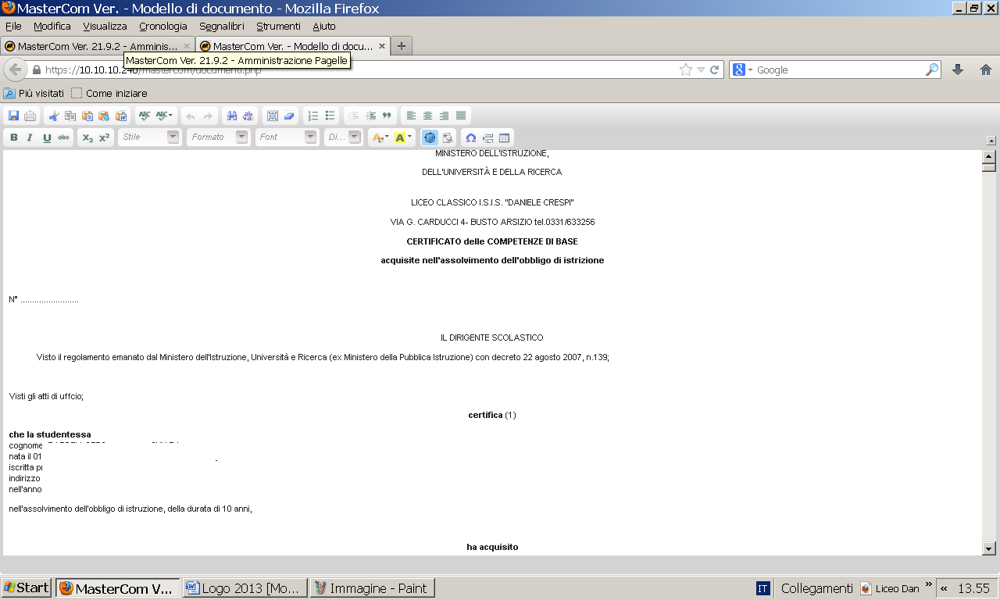 MasterCom Ver. - Modello di documento - Mozilla Firefox
File Modifica Visualizza Cronologia Segnalibri Strumenti Aiuto
MasterCom Ver. 21.9.2 - Amminis... MasterCom Ver. - Modello di docu...
MasterCom Ver. 21.9.2 - Amministrazione Pagelle
https://10.10.10.240/mastercom/documenti.php Google
Più visitati Come iniziare
Stile Formato Font Di...
MINISTERO DELL'ISTRUZIONE,
DELL'UNIVERSITÀ E DELLA RICERCA
LICEO CLASSICO I.S.I.S. "DANIELE CRESPI"
VIA G. CARDUCCI 4- BUSTO ARSIZIO tel.0331/633256
CERTIFICATO delle COMPETENZE DI BASE
acquisite nell'assolvimento dell'obbligo di istrizione
N° .........................
IL DIRIGENTE SCOLASTICO
Visto il regolamento emanato dal Ministero dell'Istruzione, Università e Ricerca (ex Ministero della Pubblica Istruzione) con decreto 22 agosto 2007, n.139;
Visti gli atti di uffcio;
certifica (1)
che la studentessa
cognome
nata il 01
iscritta
indirizzo
nell'anno
nell'assolvimento dell'obbligo di istruzione, della durata di 10 anni,
ha acquisito
Start MasterCom V... Logo 2013 [Mo... Immagine - Paint IT Collegamenti Liceo Dan » « 13.55